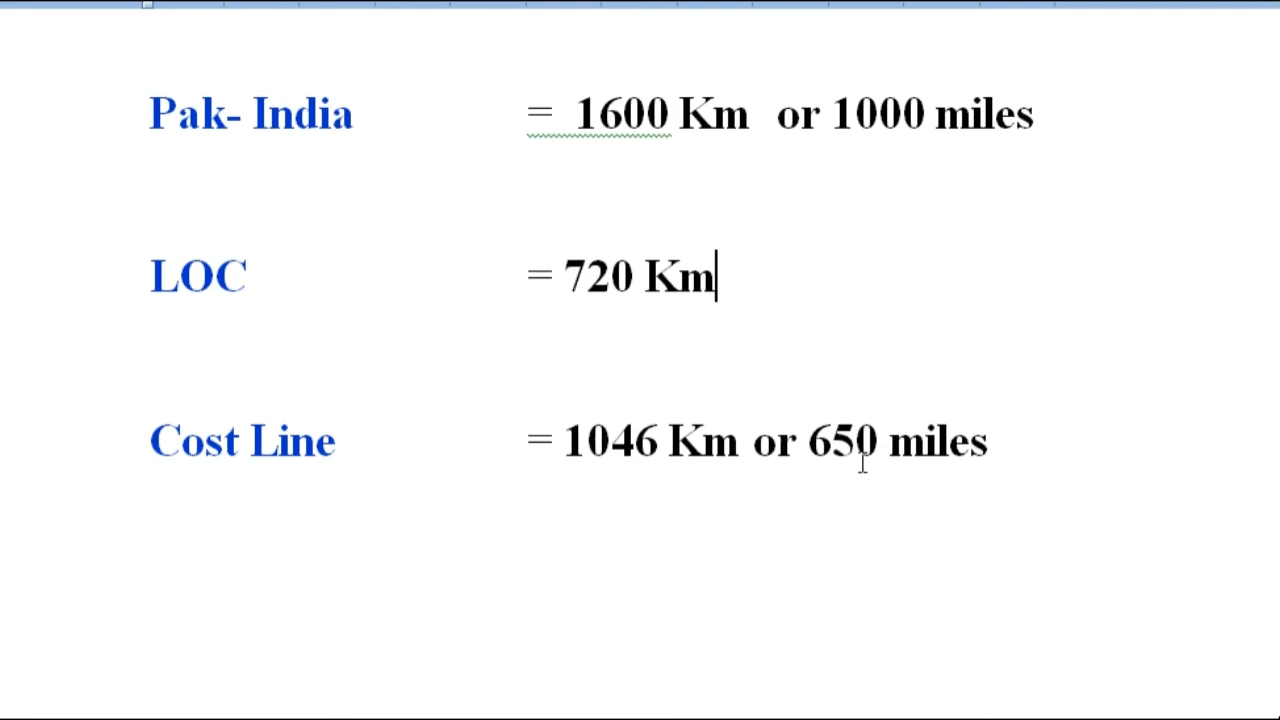 Pak- India = 1600 Km or 1000 miles
LOC = 720 Km
Cost Line = 1046 Km or 650 miles